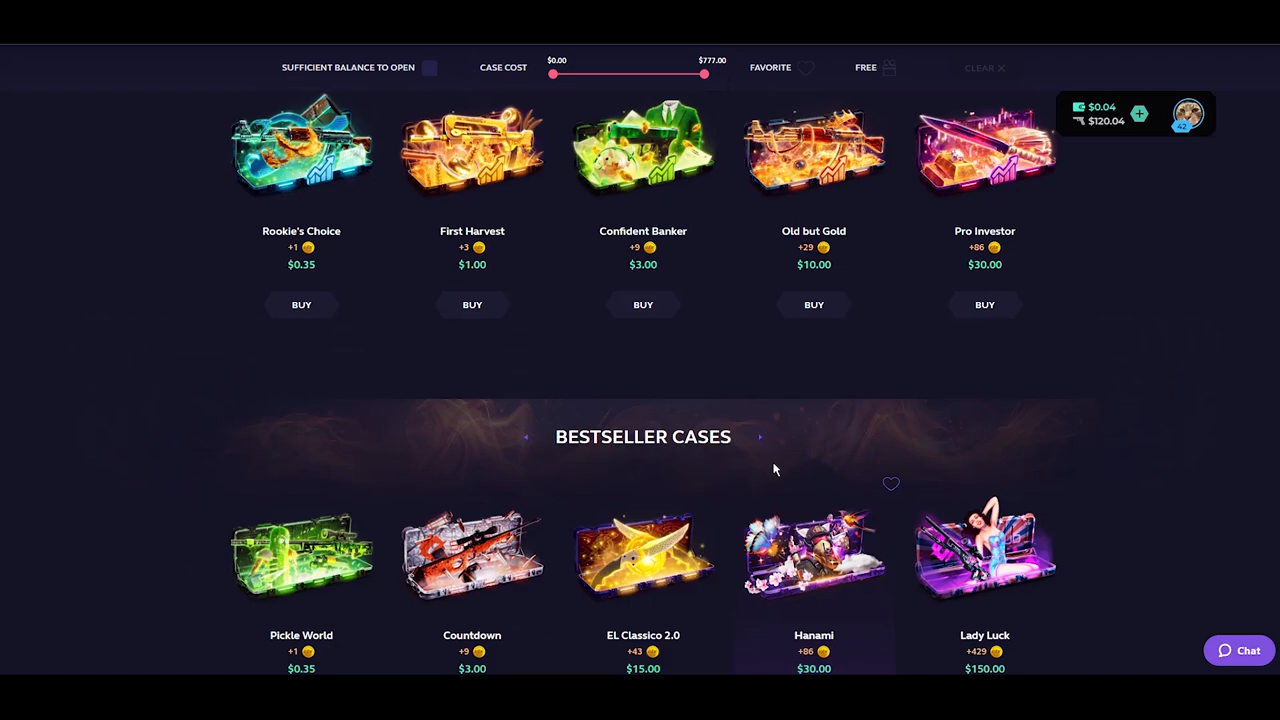 SUFFICIENT BALANCE TO OPEN
CASE COST
$0.00
$777.00
FAVORITE
FREE
CLEAR
$0.04
$120.04
42
Rookie's Choice
First Harvest
Confident Banker
Old but Gold
Pro Investor
+1
+3
+9
+29
+86
$0.35
$1.00
$3.00
$10.00
$30.00
BUY
BUY
BUY
BUY
BUY
BESTSELLER CASES
Pickle World
Countdown
EL Classico 2.0
Hanami
Lady Luck
+1
+9
+43
+86
+429
$0.35
$3.00
$15.00
$30.00
$150.00
Chat